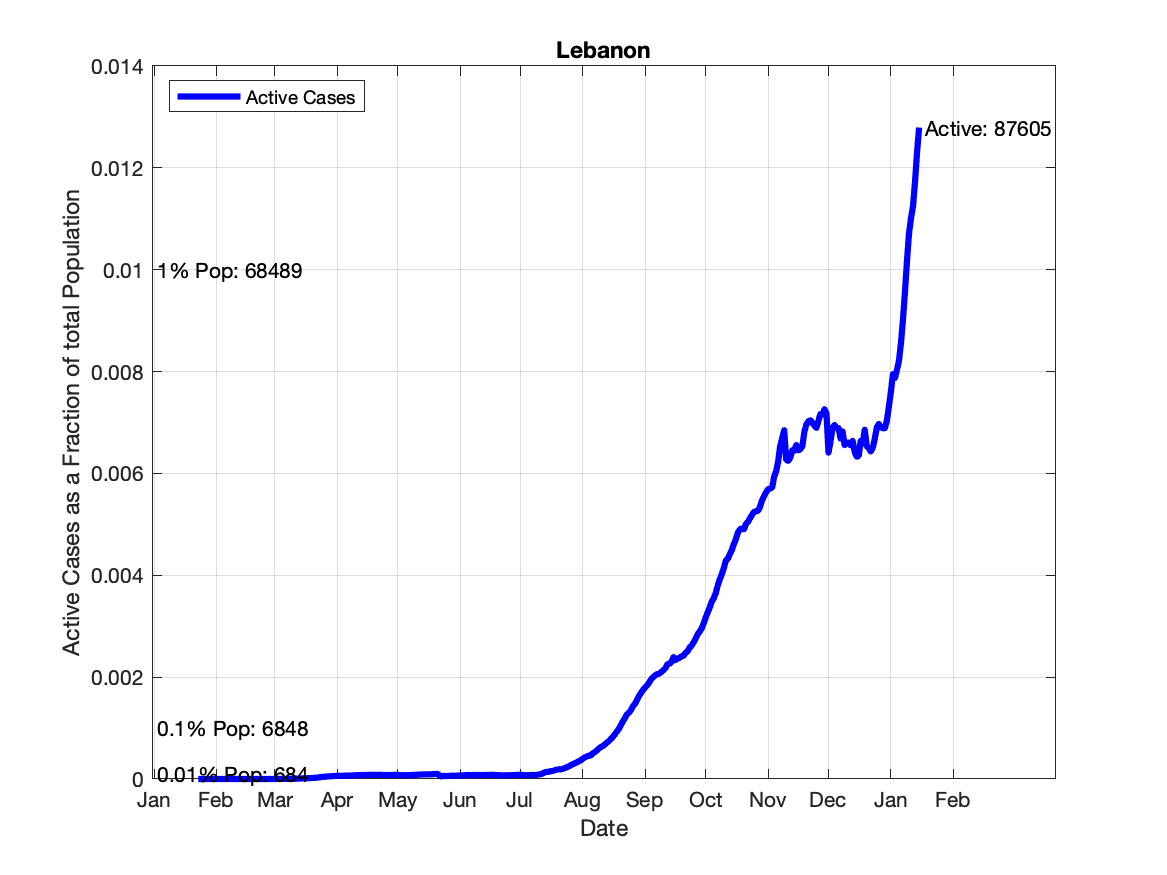 Lebanon
0.014
Active Cases
Active: 87605
0.012
0.01
1% Pop: 68489
0.008
0.006
0.004
0.002
0.1% Pop: 6848
0
0.01% Pop: 684
Active Cases as a Fraction of total Population
Jan Feb Mar Apr May Jun Jul Aug Sep Oct Nov Dec Jan Feb
Date